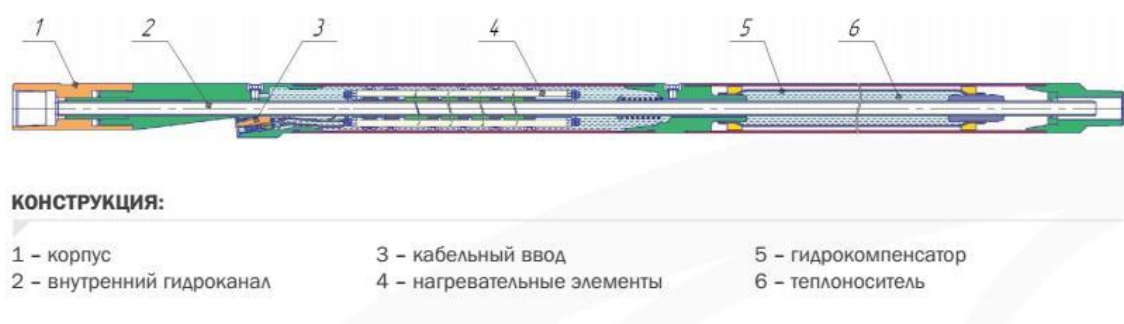 1 2 3 4 5 6
КОНСТРУКЦИЯ:
1 – корпус 3 – кабельный ввод 5 – гидрокомпенсатор
2 – внутренний гидроканал 4 – нагревательные элементы 6 – теплоноситель